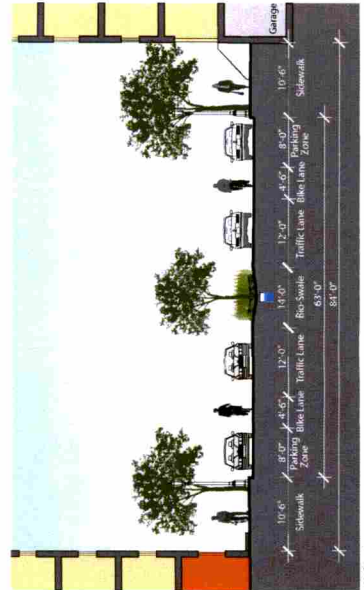 Garage
10'-6" 8'-0" 4'-6" 12'-0" 14'-0" 12'-0" 4'-6" 8'-0" 10'-6"
Sidewalk Parking Zone Bike Lane Traffic Lane Bio-Swale Traffic Lane Bike Lane Parking Zone Sidewalk
63'-0"
84'-0"